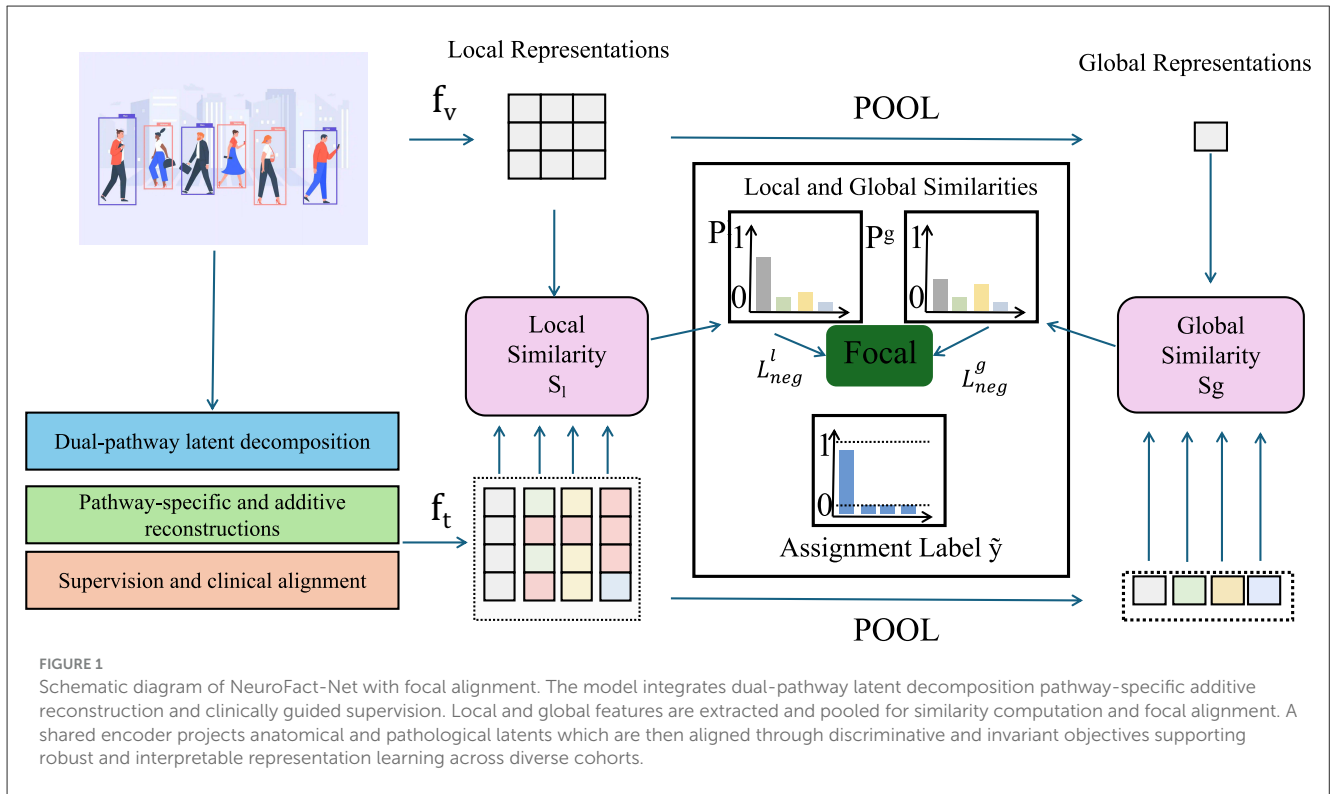 Local Representations
Global Representations
f_v
POOL
Local and Global Similarities
P
1
0
P^g
1
0
Local
Similarity
S_l
Focal
L^l_neg
L^g_neg
Global
Similarity
Sg
Dual-pathway latent decomposition
Pathway-specific and additive
reconstructions
Supervision and clinical alignment
f_t
1
0
Assignment Label ỹ
POOL
FIGURE 1
Schematic diagram of NeuroFact-Net with focal alignment. The model integrates dual-pathway latent decomposition pathway-specific additive
reconstruction and clinically guided supervision. Local and global features are extracted and pooled for similarity computation and focal alignment. A
shared encoder projects anatomical and pathological latents which are then aligned through discriminative and invariant objectives supporting
robust and interpretable representation learning across diverse cohorts.